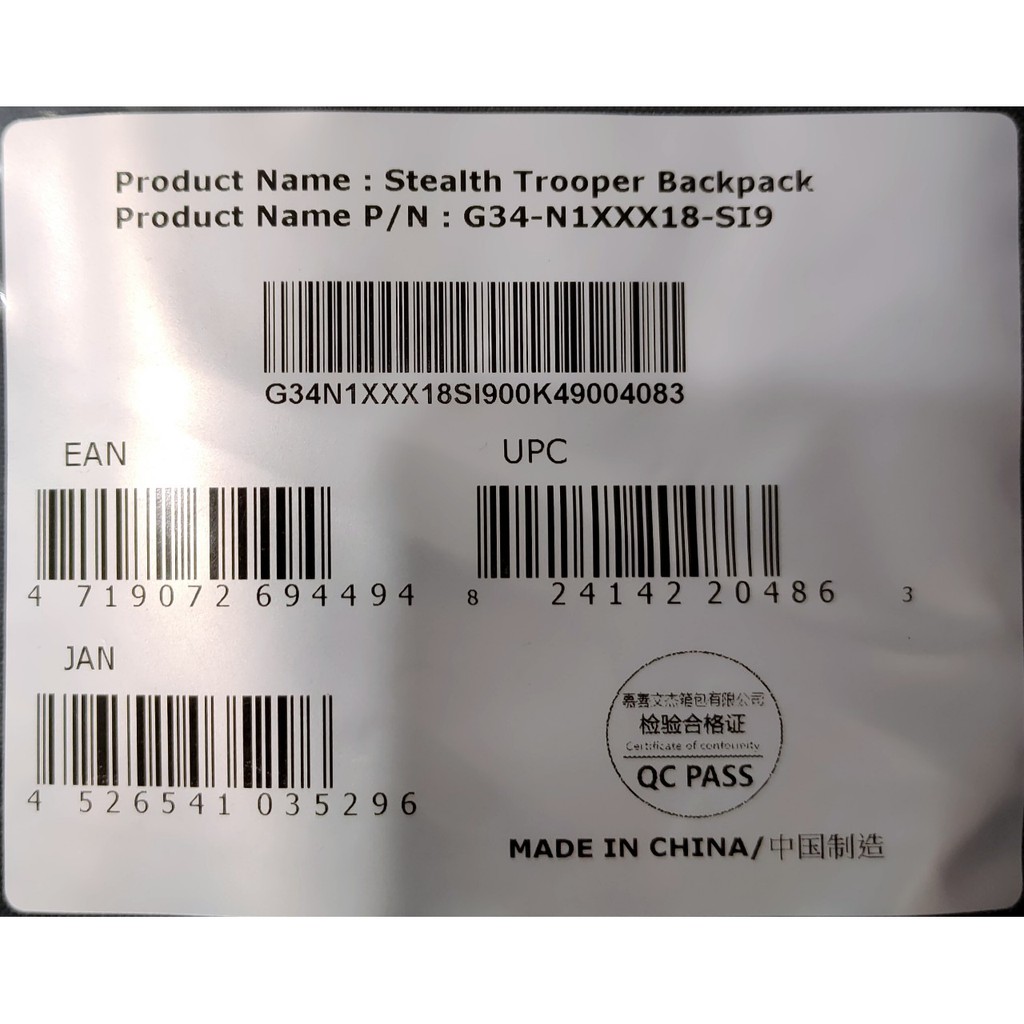 Product Name : Stealth Trooper Backpack
Product Name P/N : G34-N1XXX18-SI9
G34N1XXX18SI900K49004083
EAN
4 719072 694494
UPC
8 24142 20486 3
JAN
4 526541 035296
嘉善文杰箱包有限公司
检验合格证
Certificate of conformity
QC PASS
MADE IN CHINA/中国制造